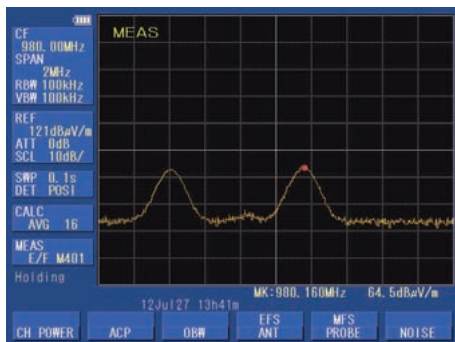 MEAS
CF
980.00MHz
SPAN
2MHz
RBW 100kHz
VBW 100kHz
REF
121dBμV/m
ATT 0dB
SCL 10dB/
SWP 0.1s
DET POSI
CALC
AVG 16
MEAS
E/F M401
Holding
MK:980.160MHz 64.5dBμV/m
12Jul27 13h41m
CH POWER
ACP
OBW
EFS
ANT
MFS
PROBE
NOISE